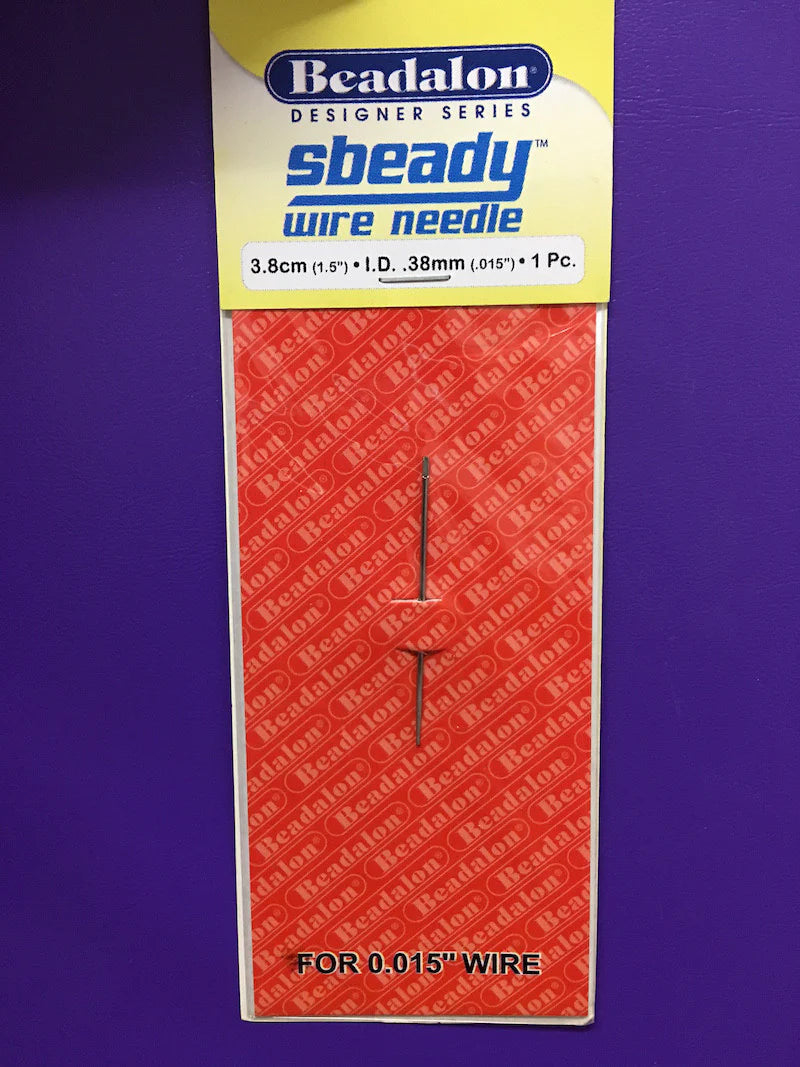 Beadalon®
DESIGNER SERIES
sbeady™
wire needle
3.8cm (1.5") • I.D. .38mm (.015") • 1 Pc.
FOR 0.015" WIRE